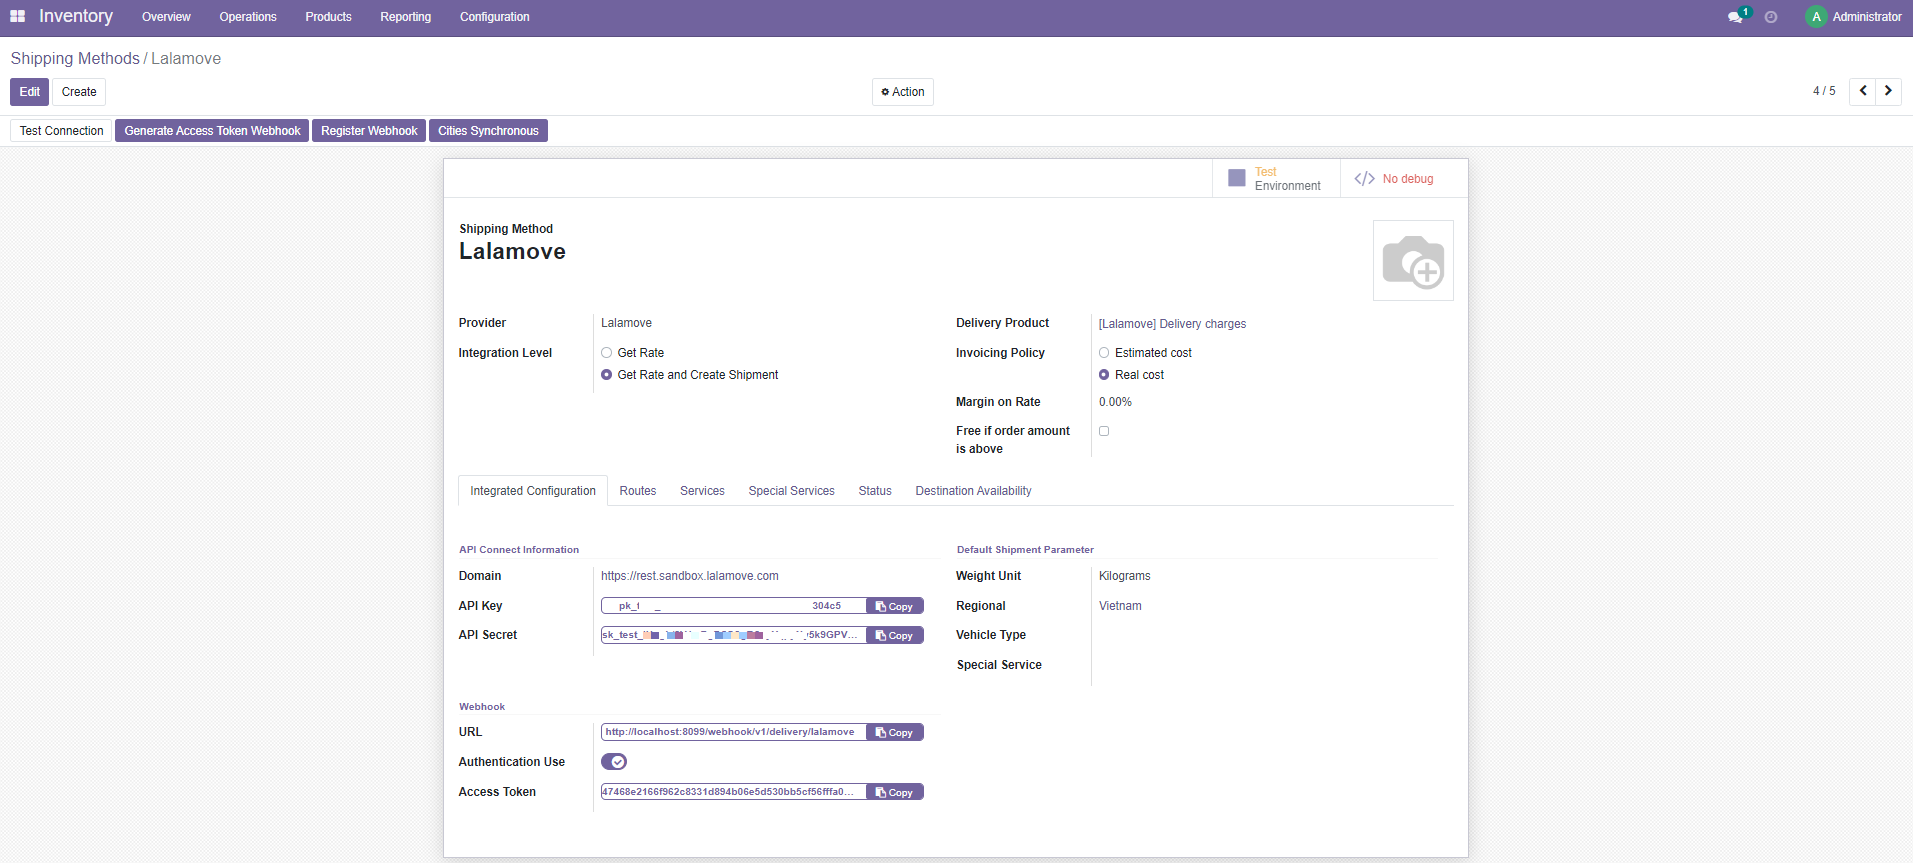 Inventory Overview Operations Products Reporting Configuration 1 A Administrator
Shipping Methods / Lalamove
Edit Create Action 4 / 5
Test Connection Generate Access Token Webhook Register Webhook Cities Synchronous
Test
Environment
No debug
Shipping Method
Lalamove
Provider Lalamove
Delivery Product [Lalamove] Delivery charges
Integration Level Get Rate
Get Rate and Create Shipment
Invoicing Policy Estimated cost
Real cost
Margin on Rate 0.00%
Free if order amount
is above
Integrated Configuration Routes Services Special Services Status Destination Availability
API Connect Information
Domain https://rest.sandbox.lalamove.com
API Key 304c5 Copy
API Secret Copy
Default Shipment Parameter
Weight Unit Kilograms
Regional Vietnam
Vehicle Type
Special Service
Webhook
URL http://localhost:8099/webhook/v1/delivery/lalamove Copy
Authentication Use
Access Token 47468e2166f962c8331d894b06e5d530bb5cf56fffa0... Copy